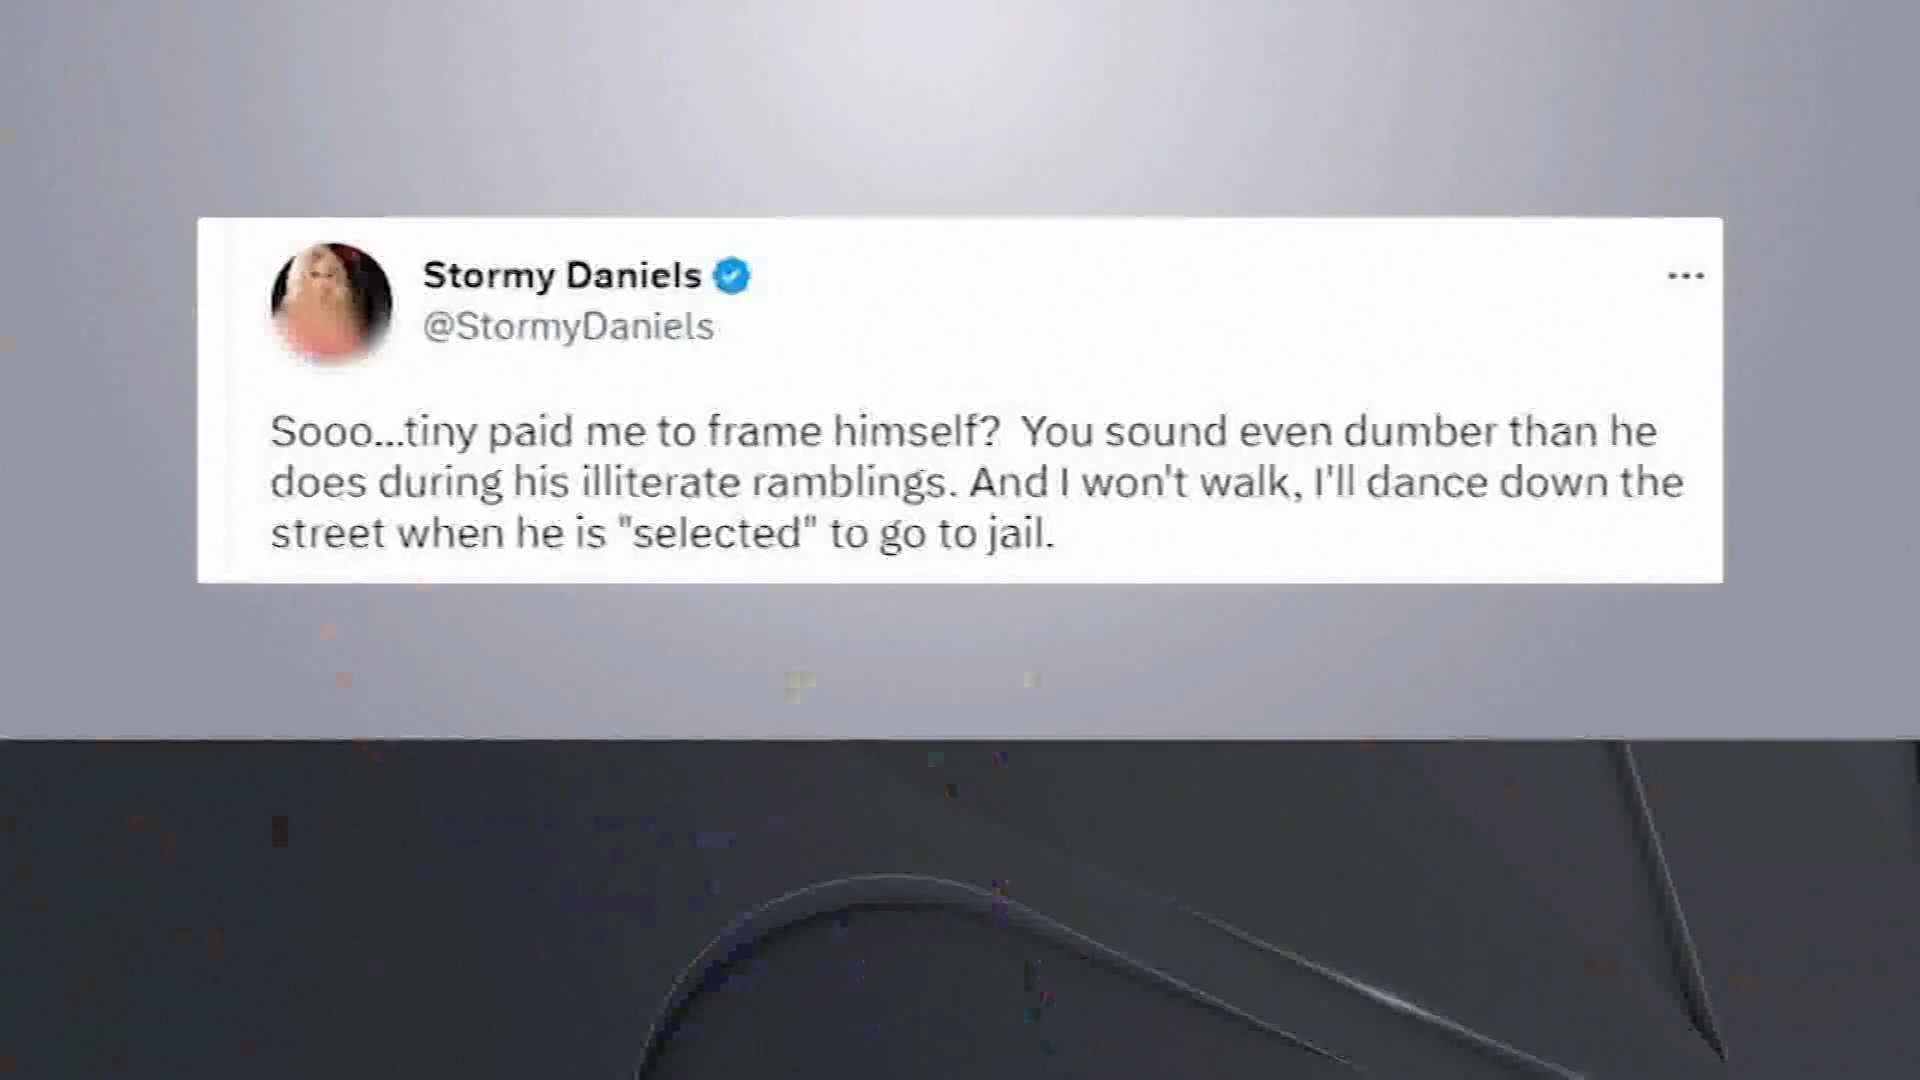 Stormy Daniels
@StormyDaniels
Sooo...tiny paid me to frame himself?  You sound even dumber than he
does during his illiterate ramblings. And I won't walk, I'll dance down the
street when he is "selected" to go to jail.